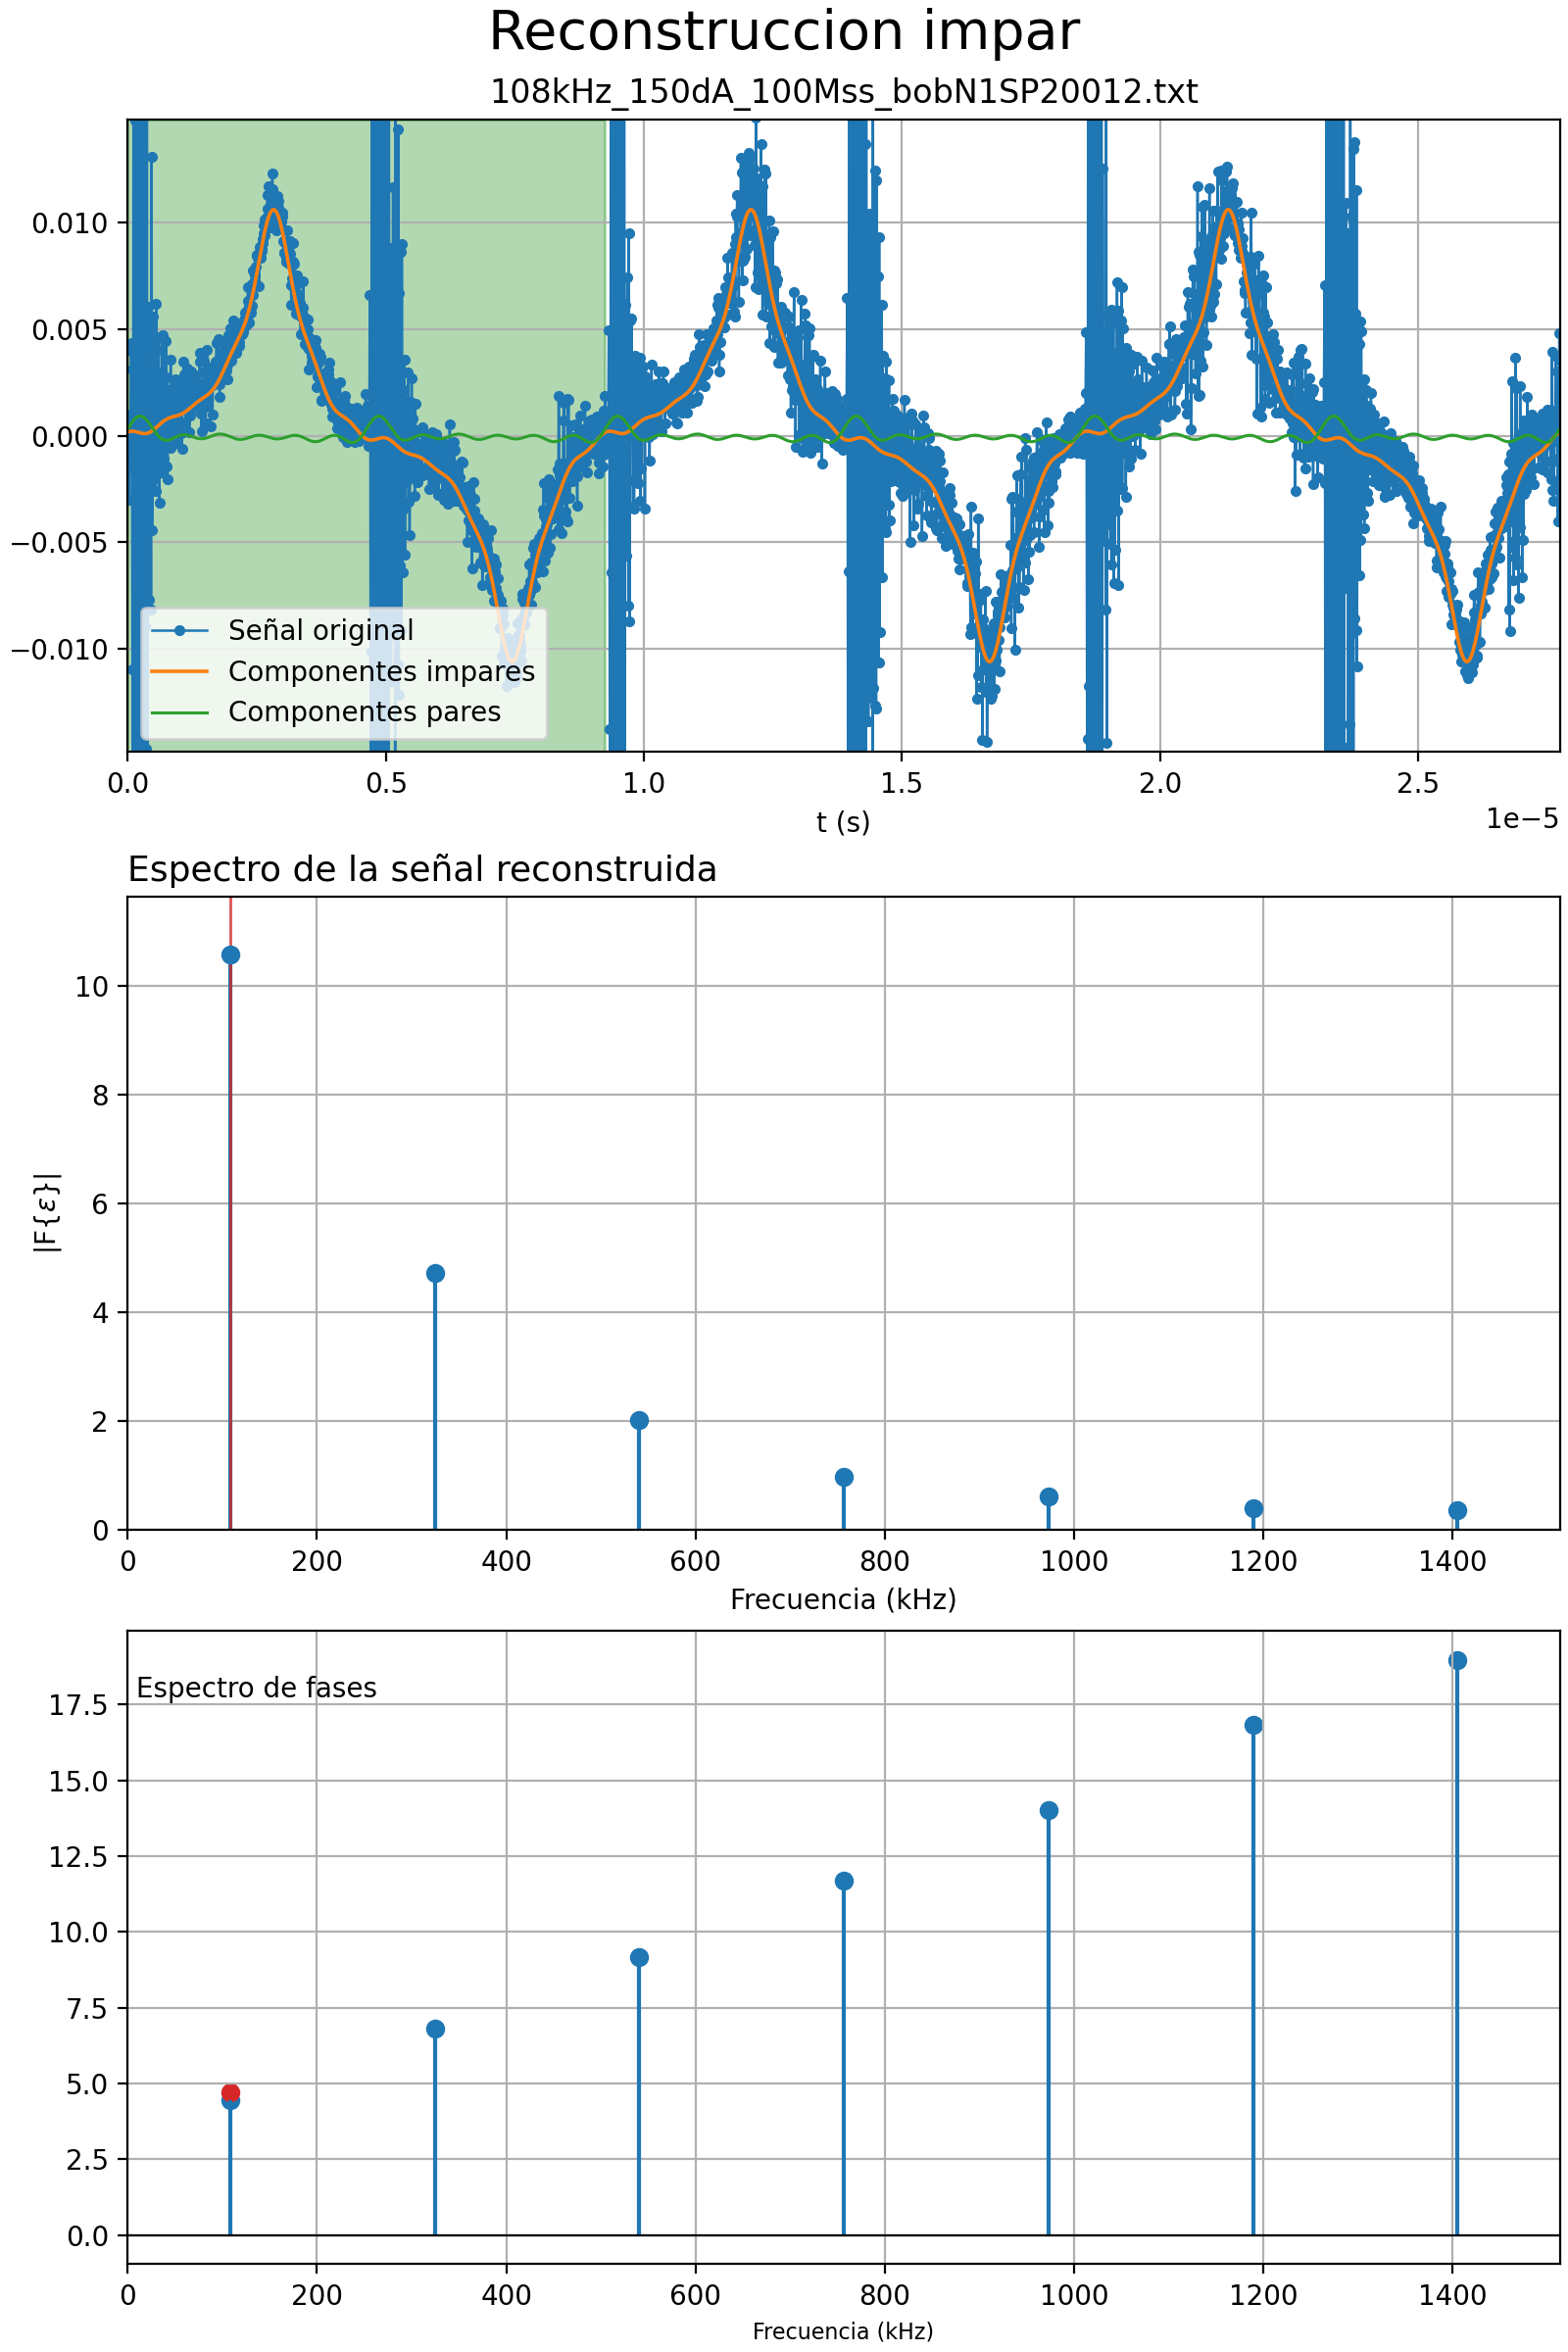 Reconstruccion impar
108kHz_150dA_100Mss_bobN1SP20012.txt
0.010
0.005
0.000
−0.005
−0.010
Señal original
Componentes impares
Componentes pares
0.0 0.5 1.0 1.5 2.0 2.5
1e−5
t (s)
Espectro de la señal reconstruida
10
8
6
4
2
0
|F{ε}|
0 200 400 600 800 1000 1200 1400
Frecuencia (kHz)
Espectro de fases
17.5
15.0
12.5
10.0
7.5
5.0
2.5
0.0
0 200 400 600 800 1000 1200 1400
Frecuencia (kHz)